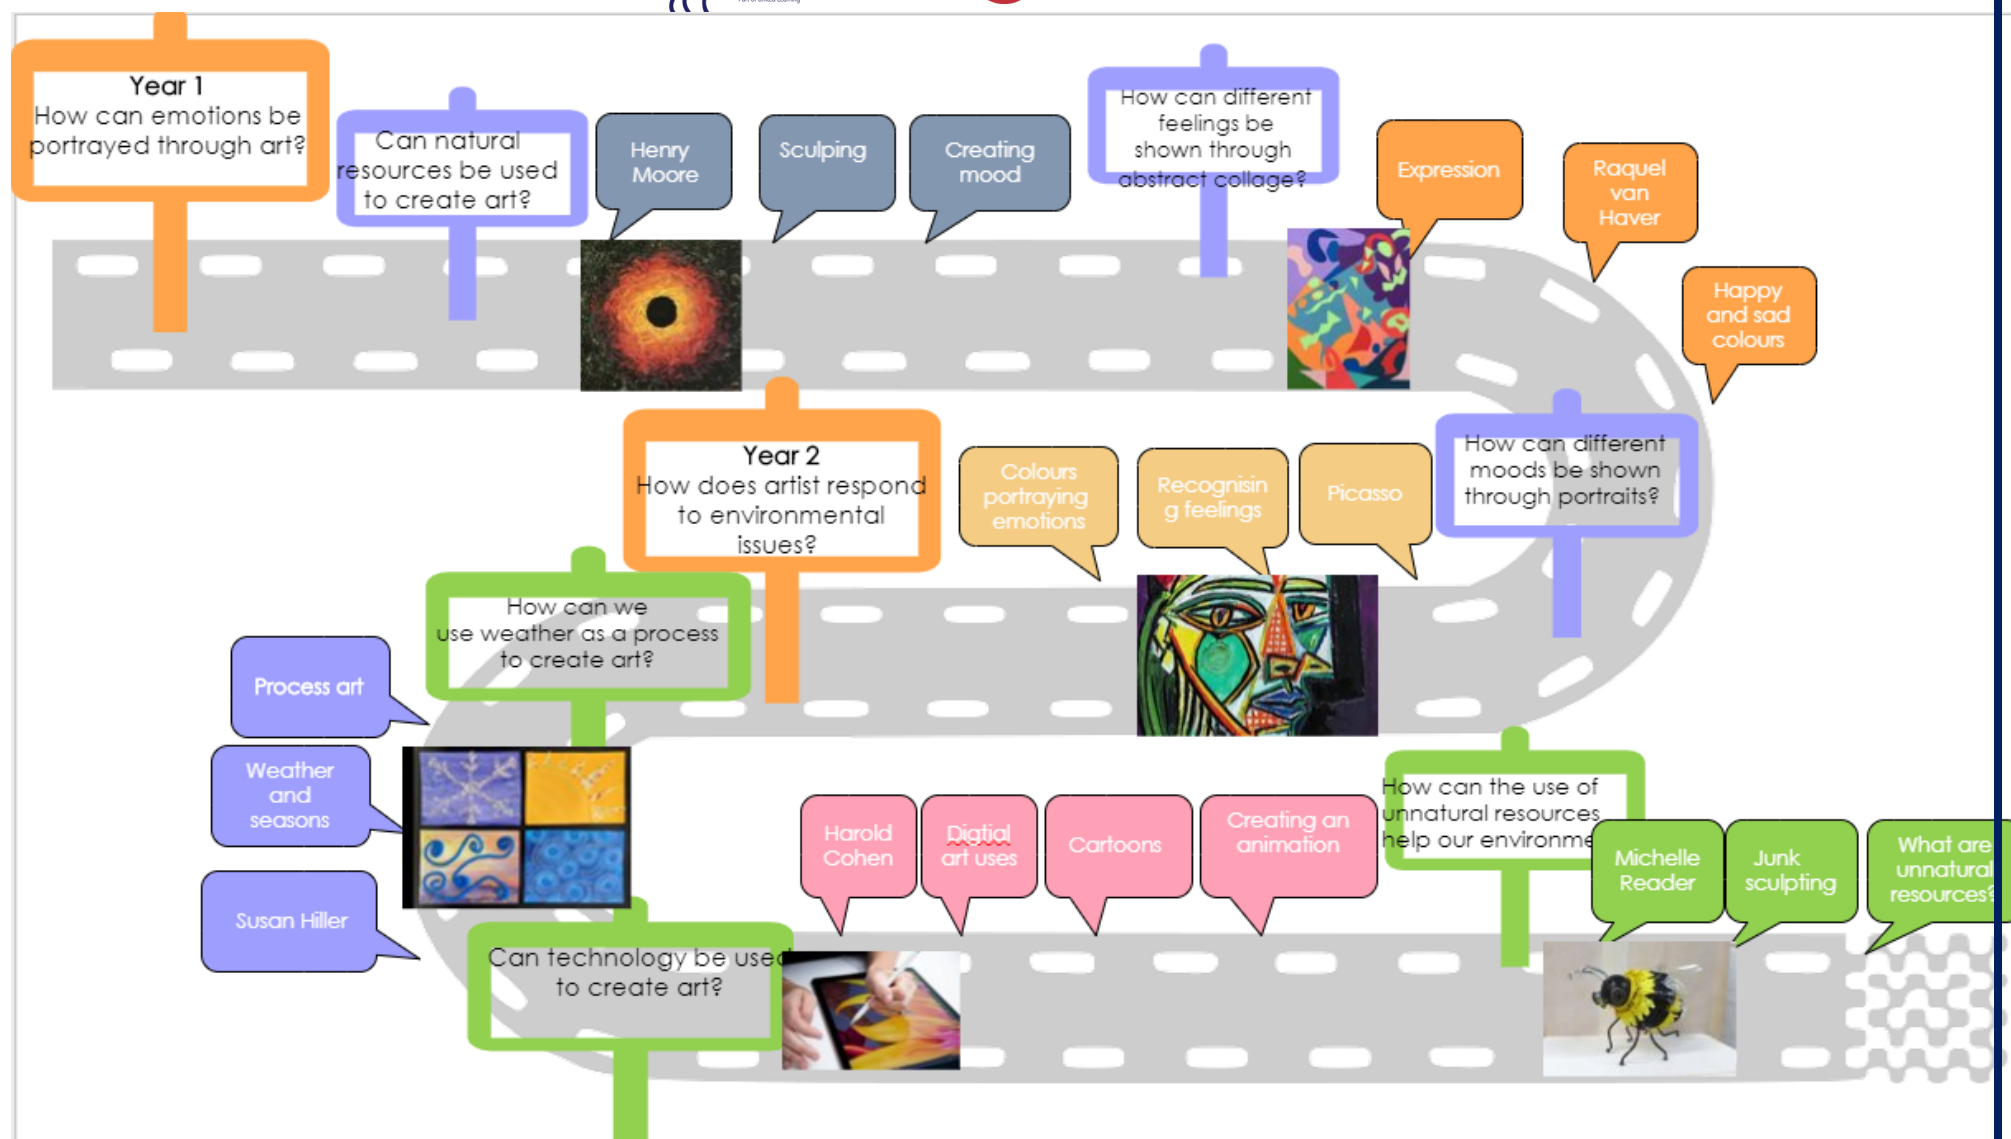 Year 1
How can emotions be
portrayed through art?
Can natural
resources be used
to create art?
Henry
Moore
Sculping
Creating
mood
How can different
feelings be
shown through
abstract collage?
Expression
Raquel
van
Haver
Happy
and sad
colours
How can different
moods be shown
through portraits?
Picasso
Recognisin
g feelings
Colours
portraying
emotions
Year 2
How does artist respond
to environmental
issues?
How can we
use weather as a process
to create art?
Process art
Weather
and
seasons
Susan Hiller
Can technology be used
to create art?
Harold
Cohen
Digtial
art uses
Cartoons
Creating an
animation
How can the use of
unnatural resources
help our environme
Michelle
Reader
Junk
sculpting
What are
unnatural
resources?